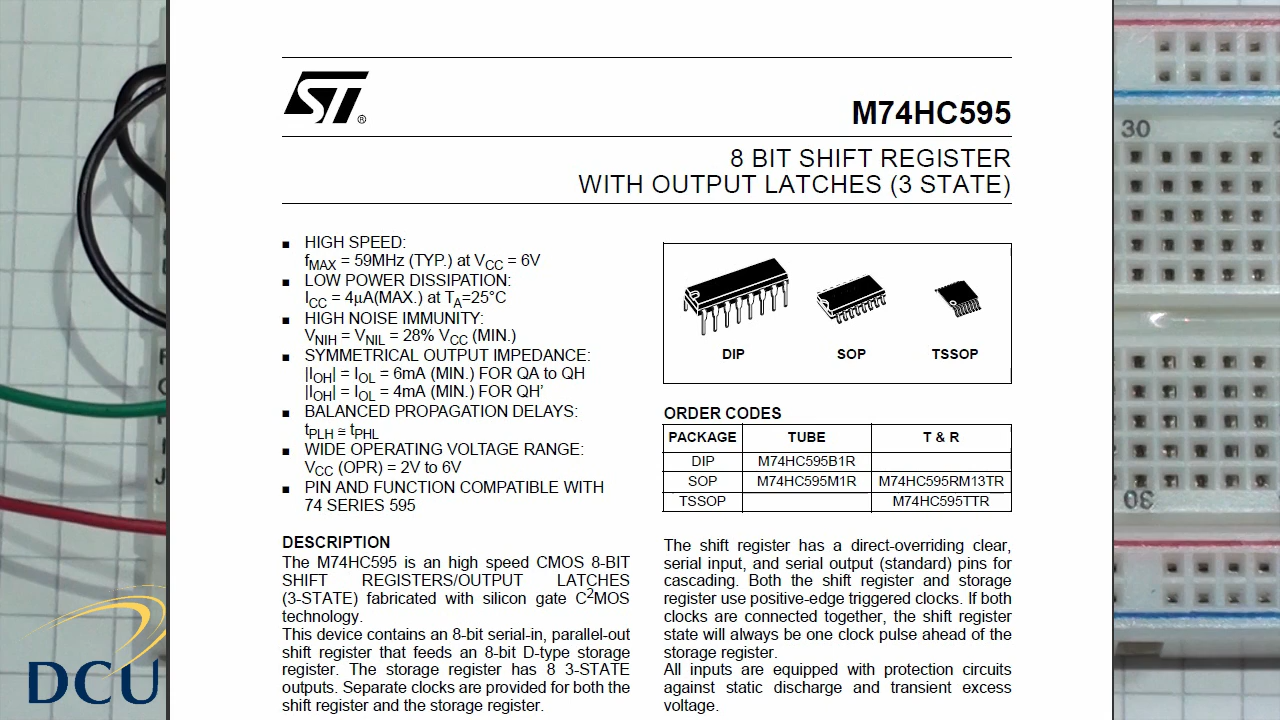 ST®
M74HC595
8 BIT SHIFT REGISTER
WITH OUTPUT LATCHES (3 STATE)
■ HIGH SPEED:
fMAX = 59MHz (TYP.) at VCC = 6V
■ LOW POWER DISSIPATION:
ICC = 4μA(MAX.) at TA=25°C
■ HIGH NOISE IMMUNITY:
VNIH = VNIL = 28% VCC (MIN.)
■ SYMMETRICAL OUTPUT IMPEDANCE:
|IOH| = IOL = 6mA (MIN.) FOR QA to QH
|IOH| = IOL = 4mA (MIN.) FOR QH'
■ BALANCED PROPAGATION DELAYS:
tPLH ≅ tPHL
■ WIDE OPERATING VOLTAGE RANGE:
VCC (OPR) = 2V to 6V
■ PIN AND FUNCTION COMPATIBLE WITH
74 SERIES 595
DESCRIPTION
The M74HC595 is an high speed CMOS 8-BIT
SHIFT REGISTERS/OUTPUT LATCHES
(3-STATE) fabricated with silicon gate C²MOS
technology.
This device contains an 8-bit serial-in, parallel-out
shift register that feeds an 8-bit D-type storage
register. The storage register has 8 3-STATE
outputs. Separate clocks are provided for both the
shift register and the storage register.
DIP SOP TSSOP
ORDER CODES
PACKAGE TUBE T & R
DIP M74HC595B1R
SOP M74HC595M1R M74HC595RM13TR
TSSOP M74HC595TTR
The shift register has a direct-overriding clear,
serial input, and serial output (standard) pins for
cascading. Both the shift register and storage
register use positive-edge triggered clocks. If both
clocks are connected together, the shift register
state will always be one clock pulse ahead of the
storage register.
All inputs are equipped with protection circuits
against static discharge and transient excess
voltage.
30
30
DCU